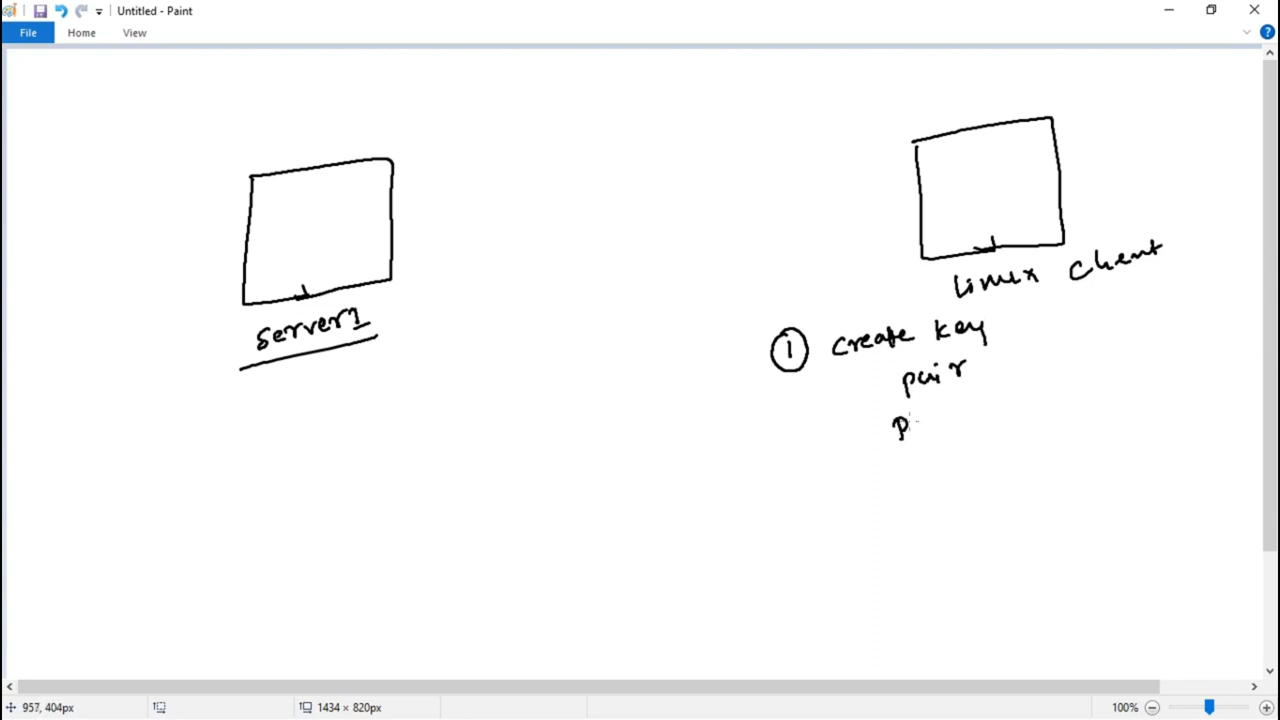 Untitled - Paint
File Home View
linux client
server1
1 create key
pair
p
957, 404px
1434 × 820px
100%